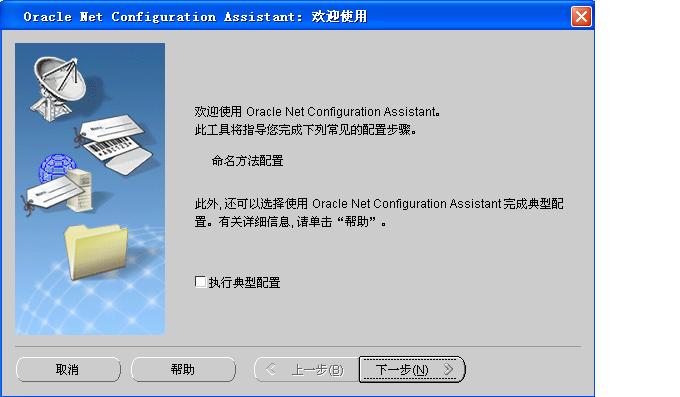 Oracle Net Configuration Assistant: 欢迎使用
欢迎使用 Oracle Net Configuration Assistant。
此工具将指导您完成下列常见的配置步骤。
命名方法配置
此外,还可以选择使用 Oracle Net Configuration Assistant 完成典型配
置。有关详细信息,请单击“帮助”。
执行典型配置
取消
帮助
上一步(B)
下一步(N)